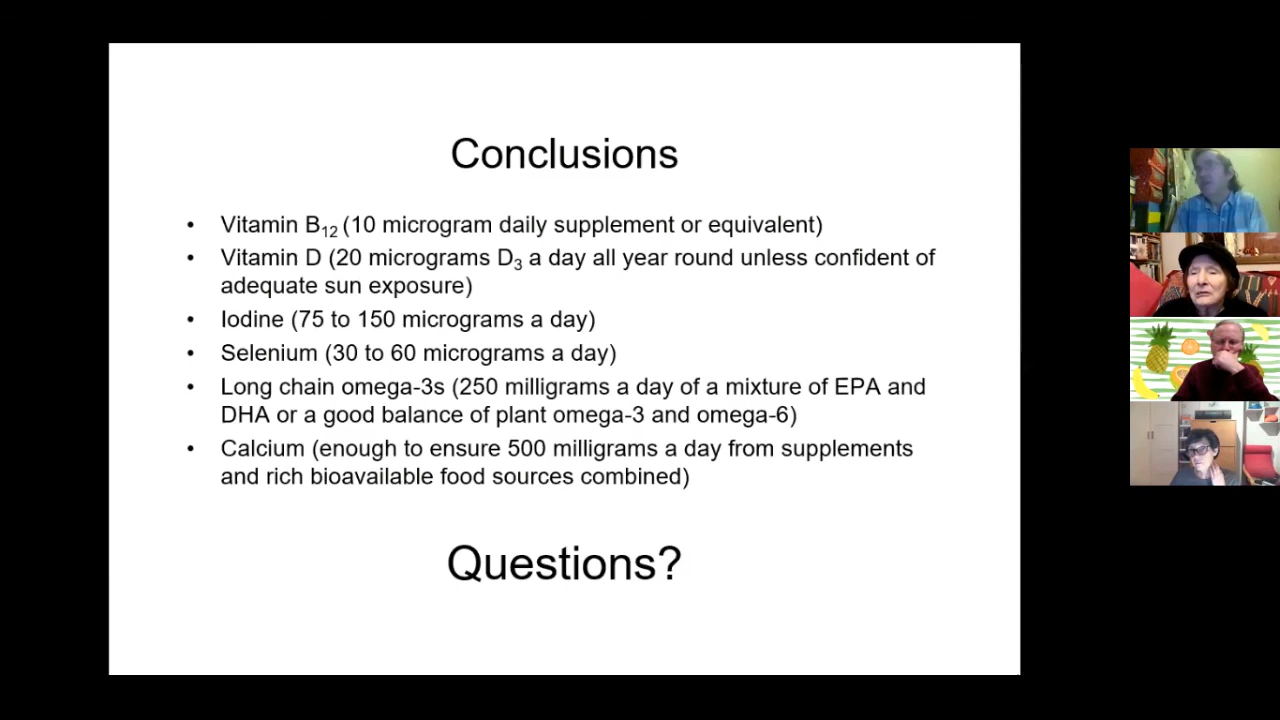 Conclusions
• Vitamin B12 (10 microgram daily supplement or equivalent)
• Vitamin D (20 micrograms D3 a day all year round unless confident of
adequate sun exposure)
• Iodine (75 to 150 micrograms a day)
• Selenium (30 to 60 micrograms a day)
• Long chain omega-3s (250 milligrams a day of a mixture of EPA and
DHA or a good balance of plant omega-3 and omega-6)
• Calcium (enough to ensure 500 milligrams a day from supplements
and rich bioavailable food sources combined)
Questions?